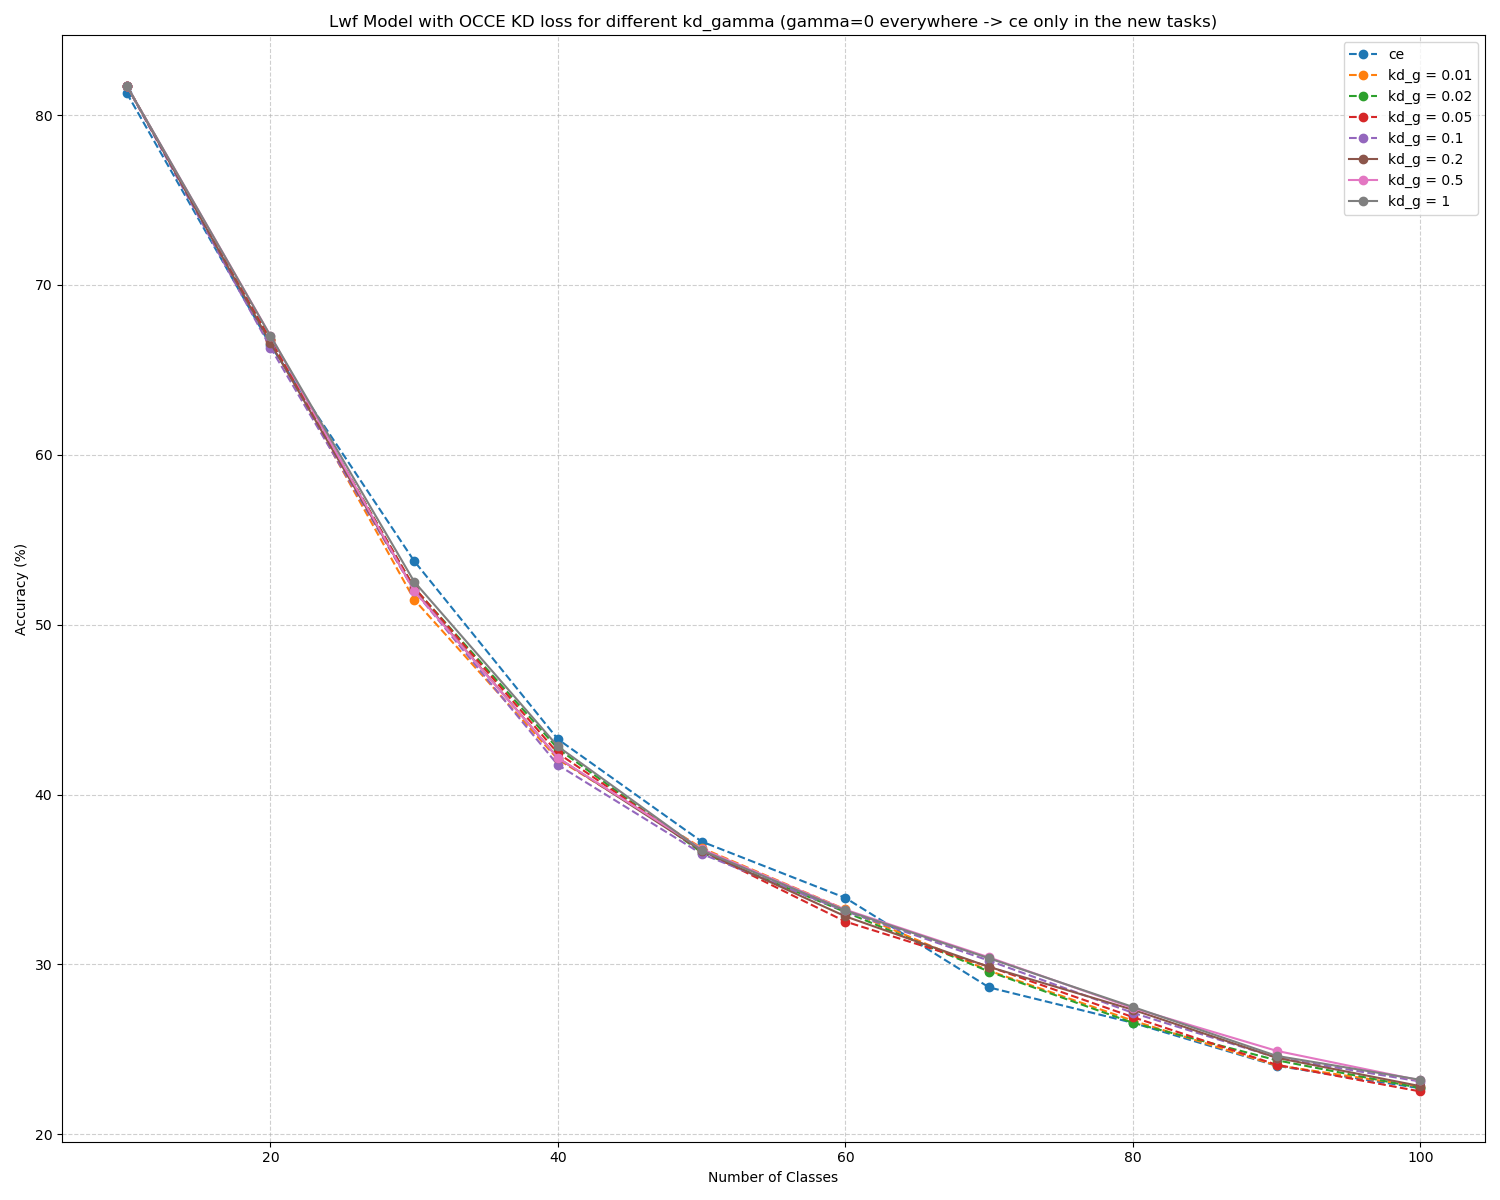 Lwf Model with OCCE KD loss for different kd_gamma (gamma=0 everywhere -> ce only in the new tasks)
ce
kd_g = 0.01
kd_g = 0.02
kd_g = 0.05
kd_g = 0.1
kd_g = 0.2
kd_g = 0.5
kd_g = 1
80
70
60
50
40
30
20
Accuracy (%)
20 40 60 80 100
Number of Classes